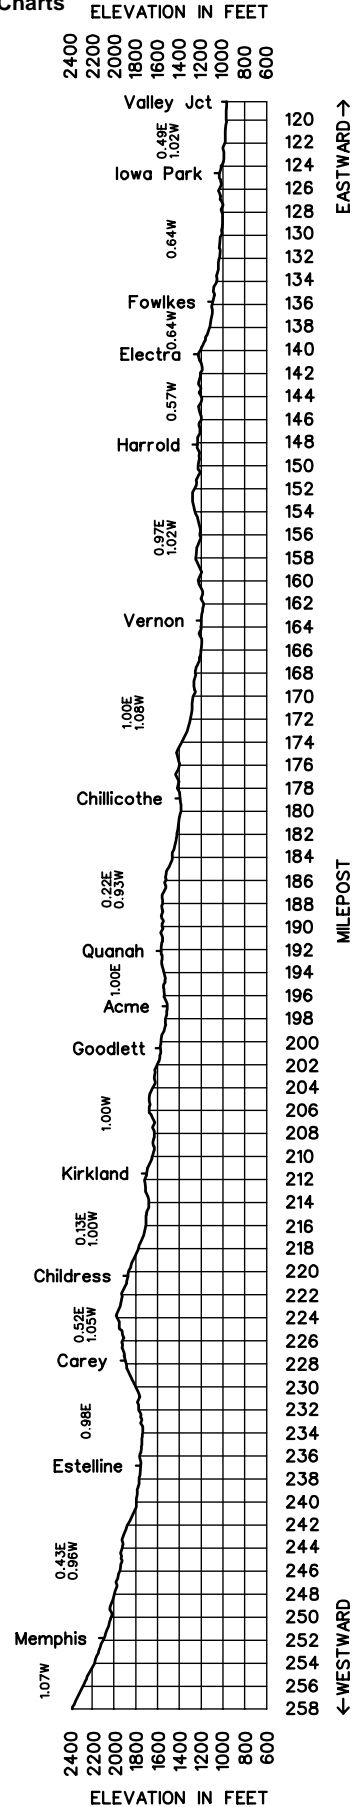 Charts
ELEVATION IN FEET
2400 2200 2000 1800 1600 1400 1200 1000 800 600
EASTWARD→
Valley Jct
120
0.49E
1.02W
122
124
Iowa Park
126
128
0.64W
130
132
134
Fowlkes 136
0.64W
138
140
Electra
142
0.57W
144
146
Harrold 148
150
152
154
0.97E
1.02W
156
158
160
162
Vernon 164
166
168
170
1.00E
1.08W
172
174
176
178
Chillicothe
180
182
184
0.22E
0.93W
186
188
MILEPOST
190
Quanah 192
1.00E
194
196
Acme
198
200
Goodlett
202
204
1.00W
206
208
210
Kirkland 212
214
0.13E
1.00W
216
218
Childress 220
222
0.52E
1.05W
224
226
Carey 228
230
0.98E
232
234
236
Estelline
238
240
242
0.43E
0.96W
244
246
248
250
←WESTWARD
Memphis 252
254
1.07W
256
258
2400 2200 2000 1800 1600 1400 1200 1000 800 600
ELEVATION IN FEET